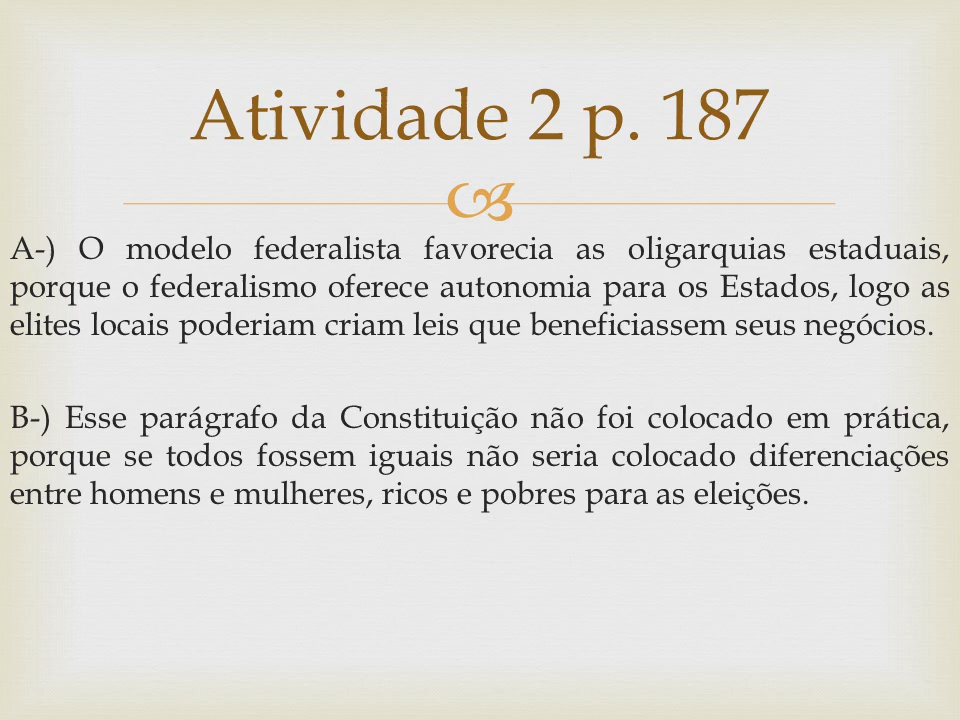 Atividade 2 p. 187
A-) O modelo federalista favorecia as oligarquias estaduais,
porque o federalismo oferece autonomia para os Estados, logo as
elites locais poderiam criam leis que beneficiassem seus negócios.
B-) Esse parágrafo da Constituição não foi colocado em prática,
porque se todos fossem iguais não seria colocado diferenciações
entre homens e mulheres, ricos e pobres para as eleições.